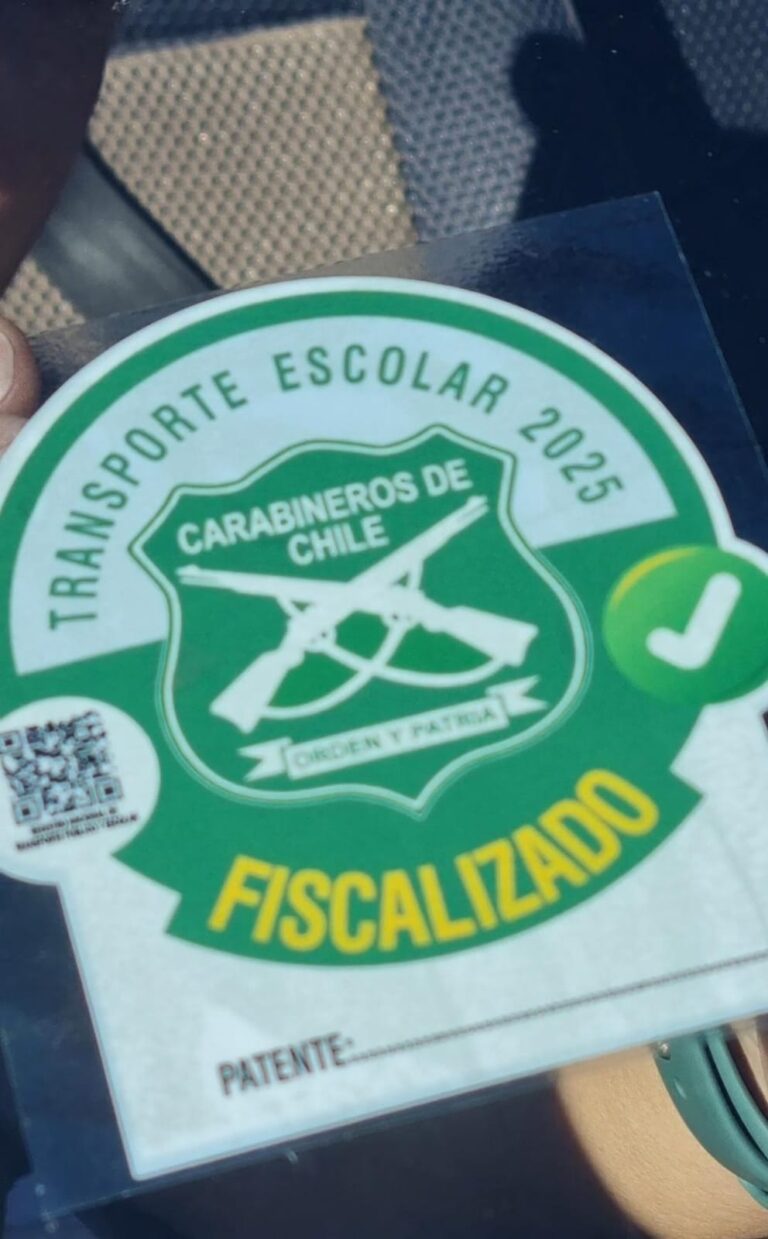 TRANSPORTE ESCOLAR 2025
CARABINEROS DE
CHILE
ORDEN Y PATRIA
FISCALIZADO
PATENTE: